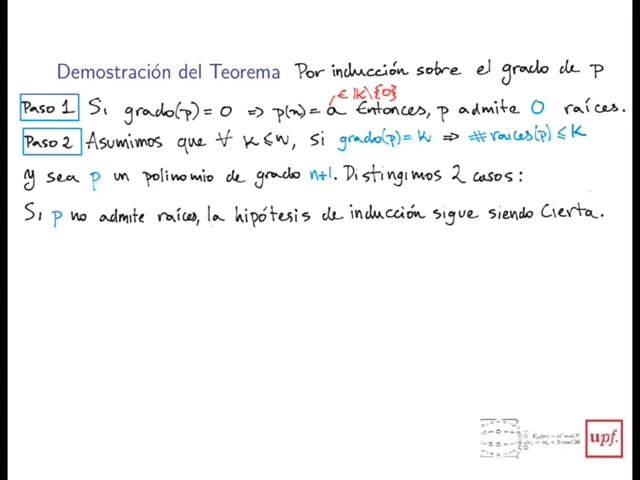 Demostración del Teorema Por inducción sobre el grado de p
∈ K\{0}
Paso 1 Si grado(p) = 0 ⇒ p(x) = a Entonces, p admite 0 raíces.
Paso 2 Asumimos que ∀ K ≤ n, si grado(p) = K ⇒ #raices(p) ≤ K
Y sea p un polinomio de grado n+1. Distingimos 2 casos:
Si p no admite raíces, la hipótesis de inducción sigue siendo Cierta.
upf.